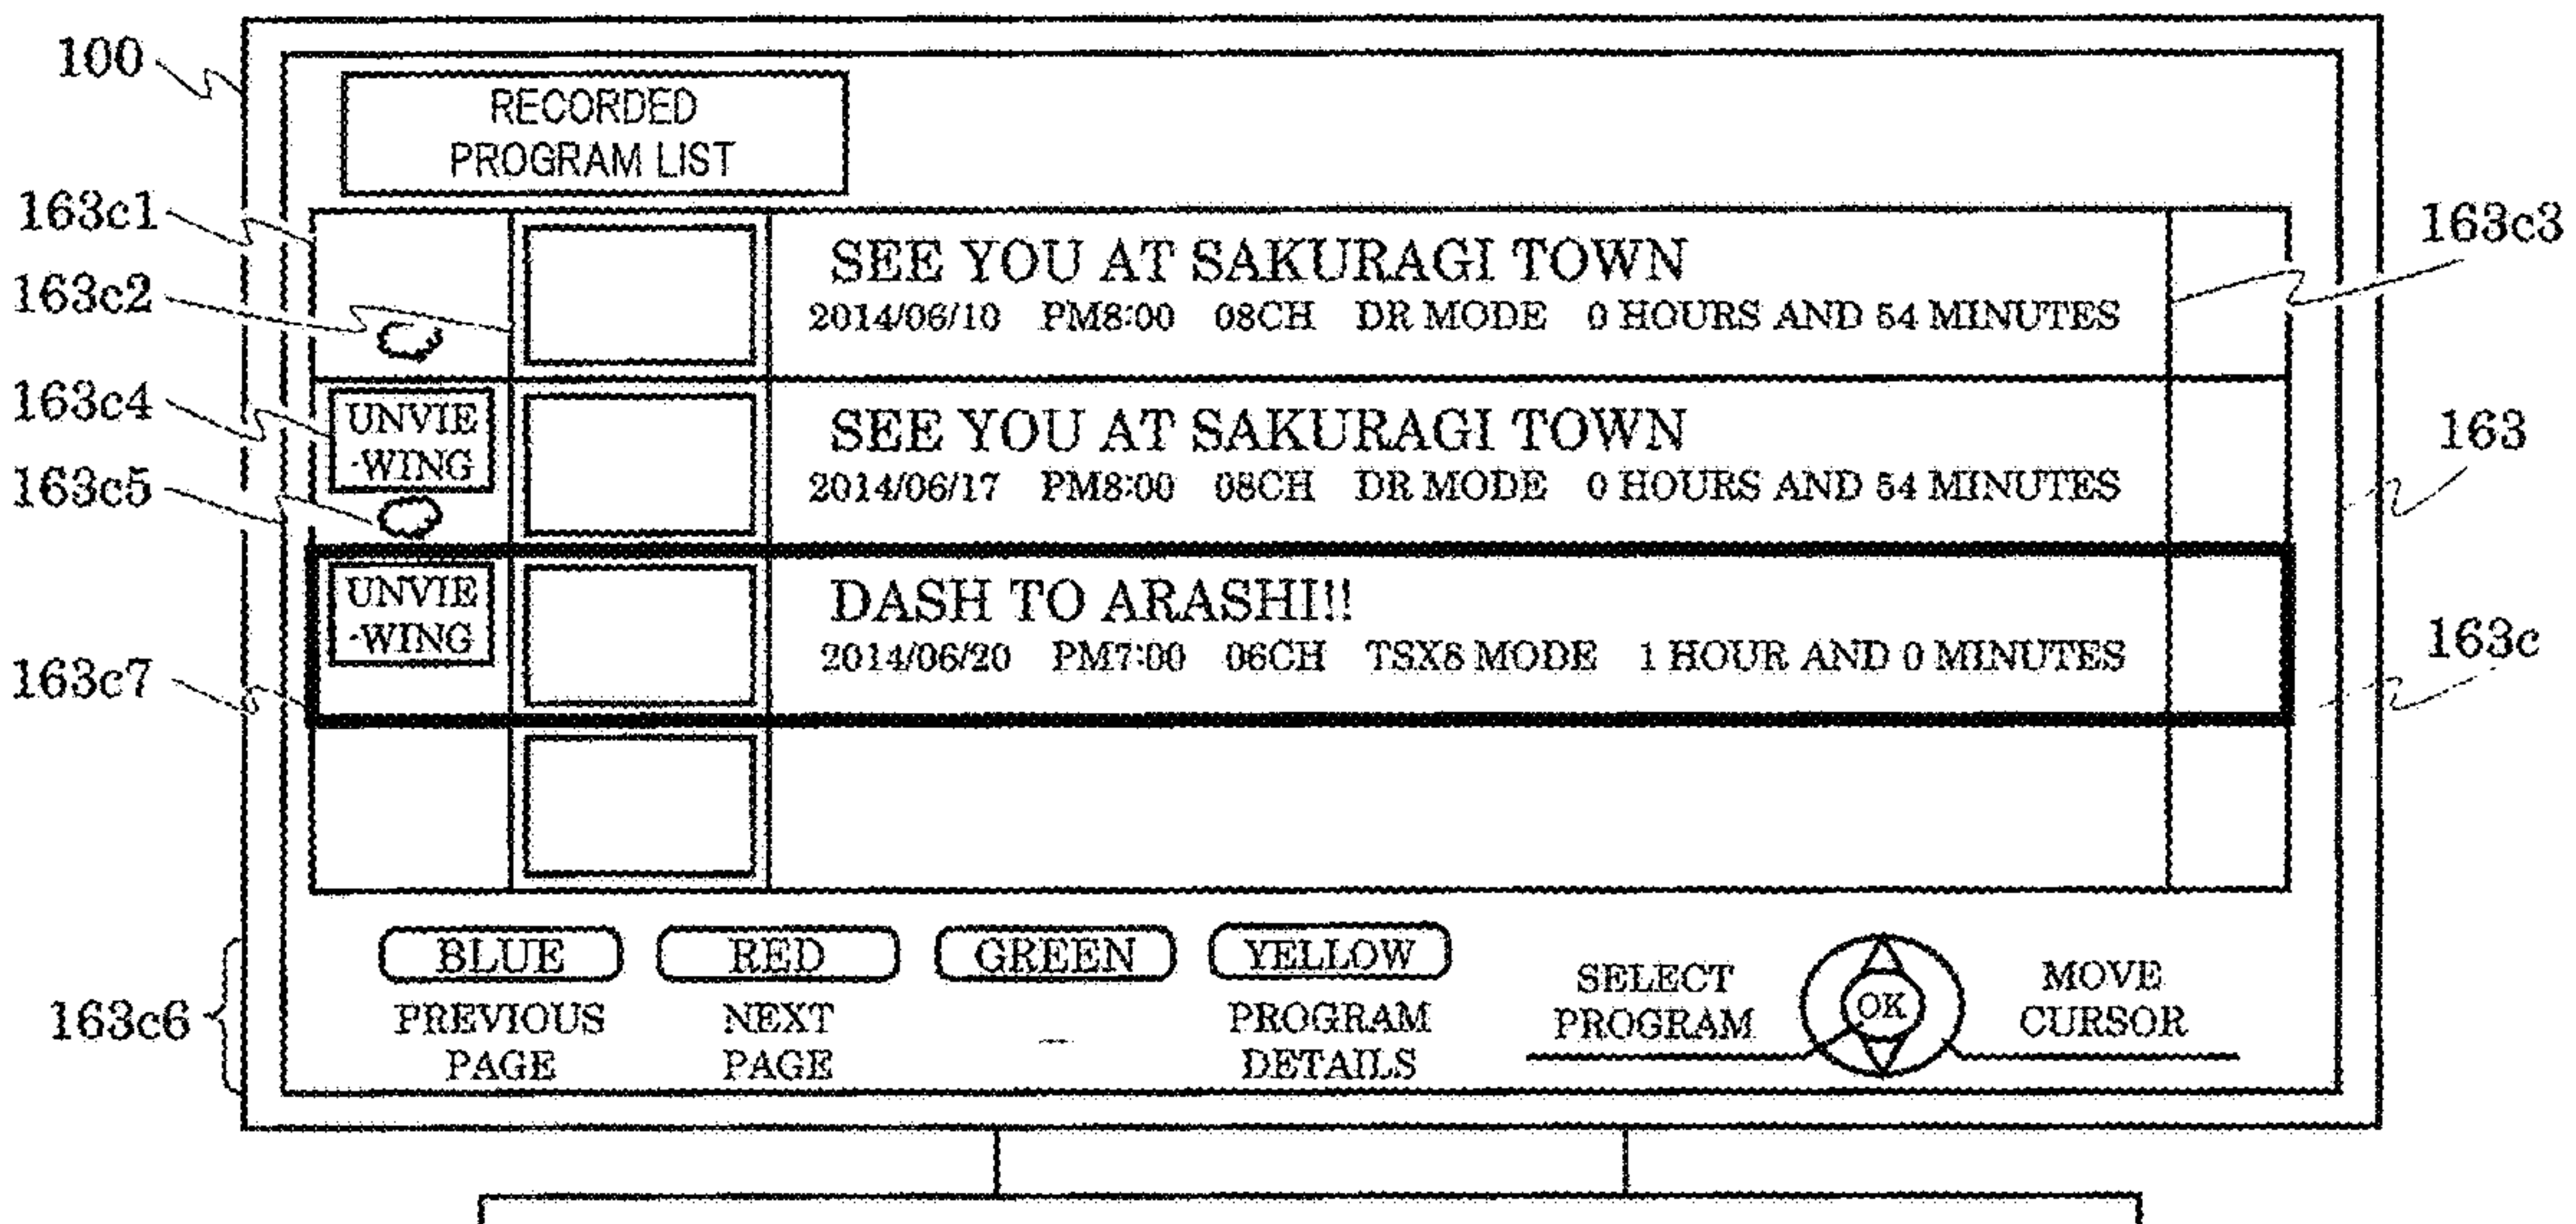 100
RECORDED
PROGRAM LIST
163c1
163c2
163c3
SEE YOU AT SAKURAGI TOWN
2014/06/10 PM8:00 08CH DR MODE 0 HOURS AND 54 MINUTES
163c4
UNVIE
-WING
163c5
SEE YOU AT SAKURAGI TOWN
2014/06/17 PM8:00 08CH DR MODE 0 HOURS AND 54 MINUTES
163
UNVIE
-WING
163c7
DASH TO ARASHI!!
2014/06/20 PM7:00 06CH TSX8 MODE 1 HOUR AND 0 MINUTES
163c
163c6
BLUE RED GREEN YELLOW
PREVIOUS
PAGE
NEXT
PAGE
—
PROGRAM
DETAILS
SELECT
PROGRAM
OK
MOVE
CURSOR